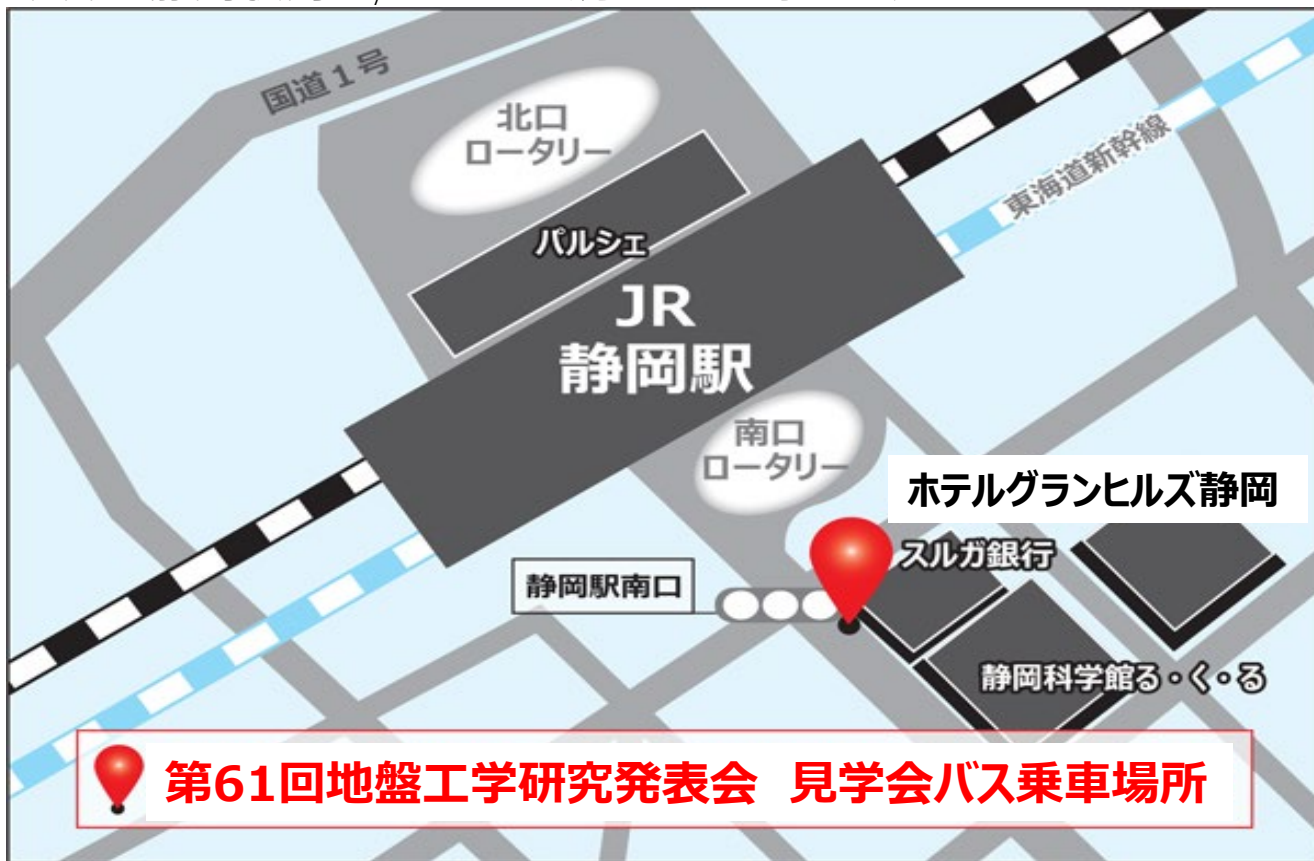 国道1号
北口
ロータリー
東海道新幹線
パルシェ
JR
静岡駅
南口
ロータリー
ホテルグランヒルズ静岡
スルガ銀行
静岡駅南口
静岡科学館る・く・る
第61回地盤工学研究発表会 見学会バス乗車場所